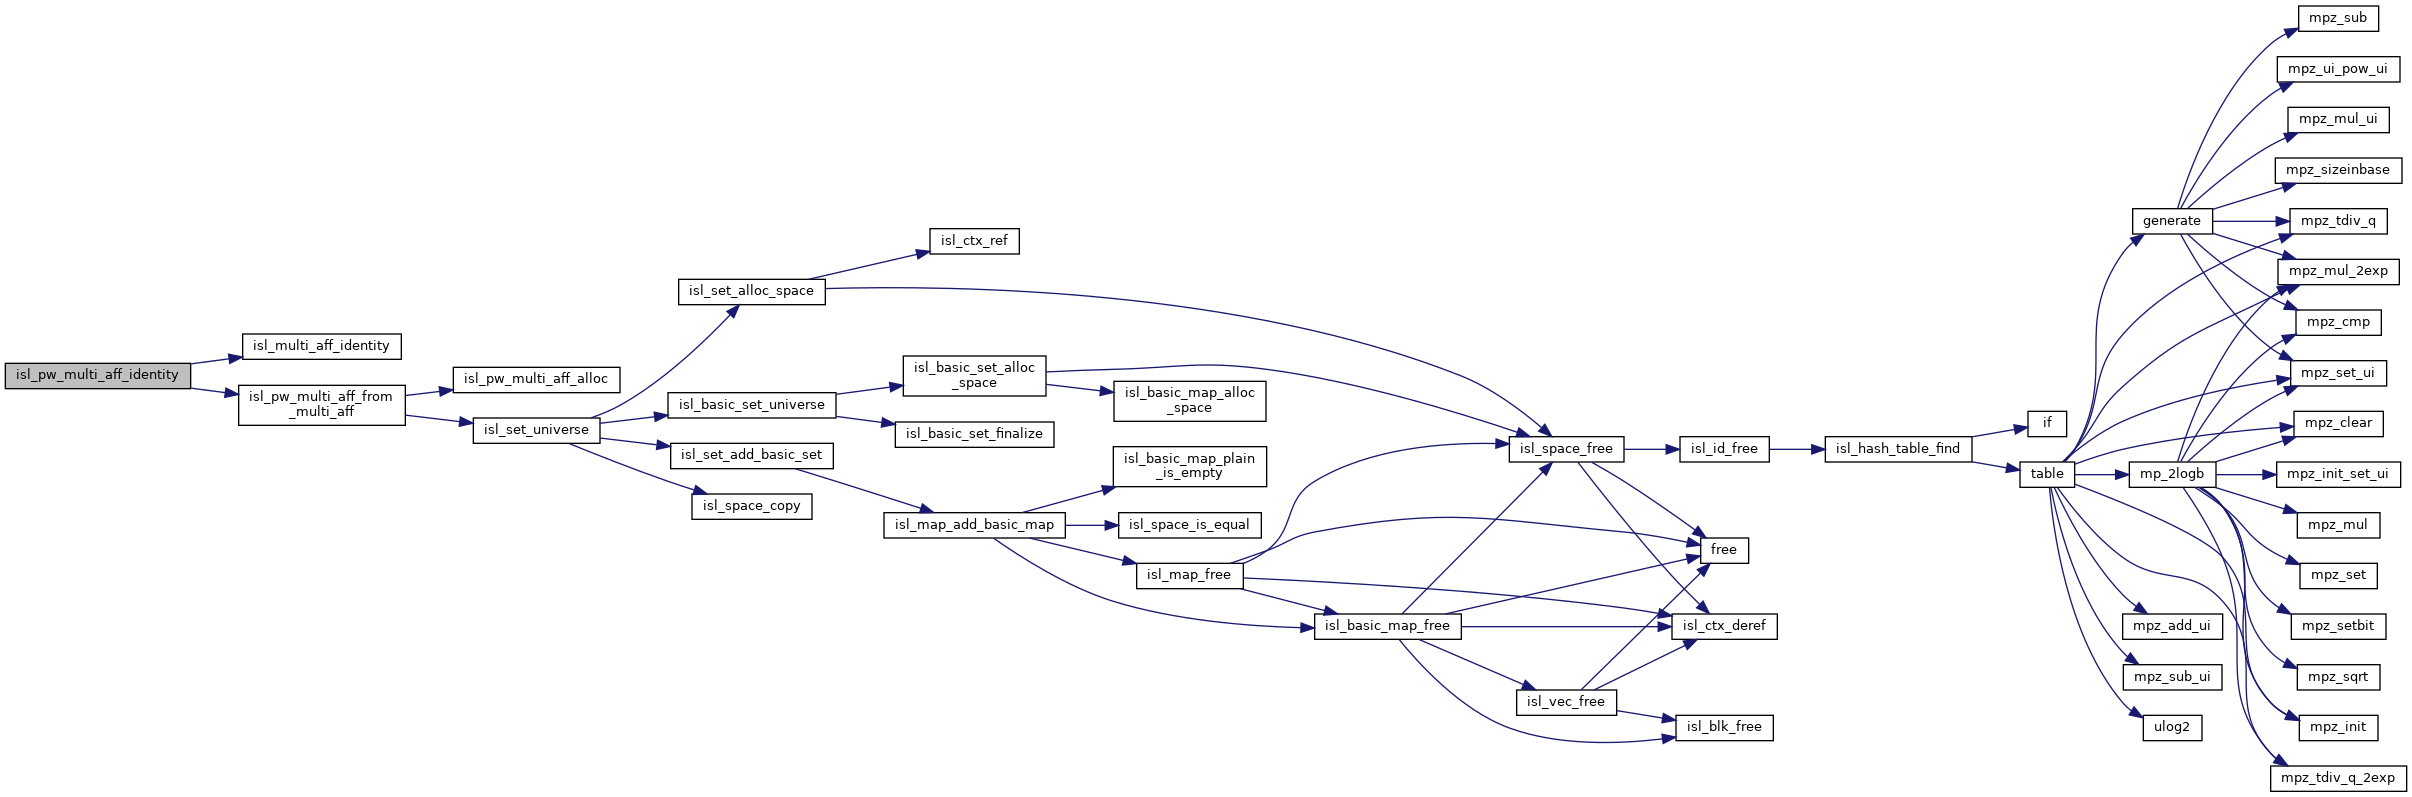 isl_pw_multi_aff_identity
isl_multi_aff_identity
isl_pw_multi_aff_from
_multi_aff
isl_pw_multi_aff_alloc
isl_set_universe
isl_set_alloc_space
isl_basic_set_universe
isl_set_add_basic_set
isl_space_copy
isl_ctx_ref
isl_basic_set_alloc
_space
isl_basic_set_finalize
isl_map_add_basic_map
isl_basic_map_alloc
_space
isl_basic_map_plain
_is_empty
isl_space_is_equal
isl_map_free
isl_basic_map_free
isl_space_free
isl_vec_free
isl_id_free
free
isl_ctx_deref
isl_blk_free
isl_hash_table_find
if
table
generate
mp_2logb
mpz_add_ui
mpz_sub_ui
ulog2
mpz_sub
mpz_ui_pow_ui
mpz_mul_ui
mpz_sizeinbase
mpz_tdiv_q
mpz_mul_2exp
mpz_cmp
mpz_set_ui
mpz_clear
mpz_init_set_ui
mpz_mul
mpz_set
mpz_setbit
mpz_sqrt
mpz_init
mpz_tdiv_q_2exp